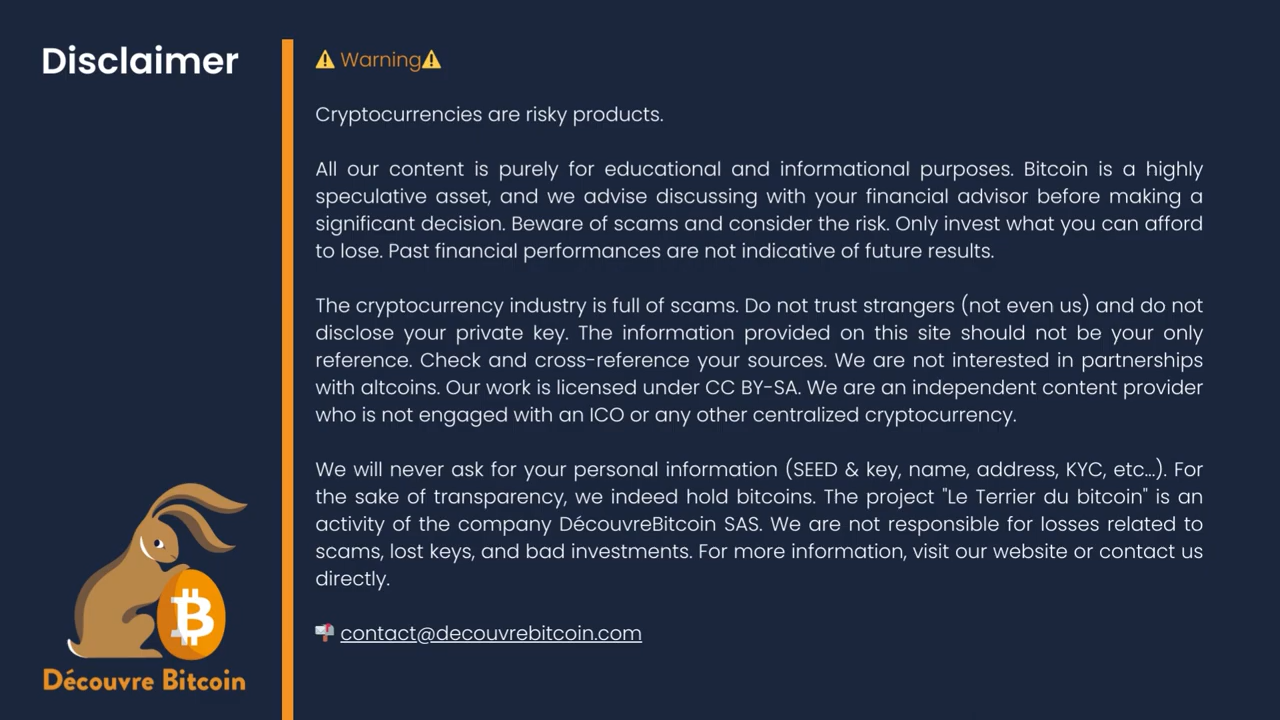 Disclaimer
⚠️ Warning⚠️
Cryptocurrencies are risky products.
All our content is purely for educational and informational purposes. Bitcoin is a highly
speculative asset, and we advise discussing with your financial advisor before making a
significant decision. Beware of scams and consider the risk. Only invest what you can afford
to lose. Past financial performances are not indicative of future results.
The cryptocurrency industry is full of scams. Do not trust strangers (not even us) and do not
disclose your private key. The information provided on this site should not be your only
reference. Check and cross-reference your sources. We are not interested in partnerships
with altcoins. Our work is licensed under CC BY-SA. We are an independent content provider
who is not engaged with an ICO or any other centralized cryptocurrency.
We will never ask for your personal information (SEED & key, name, address, KYC, etc...). For
the sake of transparency, we indeed hold bitcoins. The project "Le Terrier du bitcoin" is an
activity of the company DécouvreBitcoin SAS. We are not responsible for losses related to
scams, lost keys, and bad investments. For more information, visit our website or contact us
directly.
📬 contact@decouvrebitcoin.com
Découvre Bitcoin